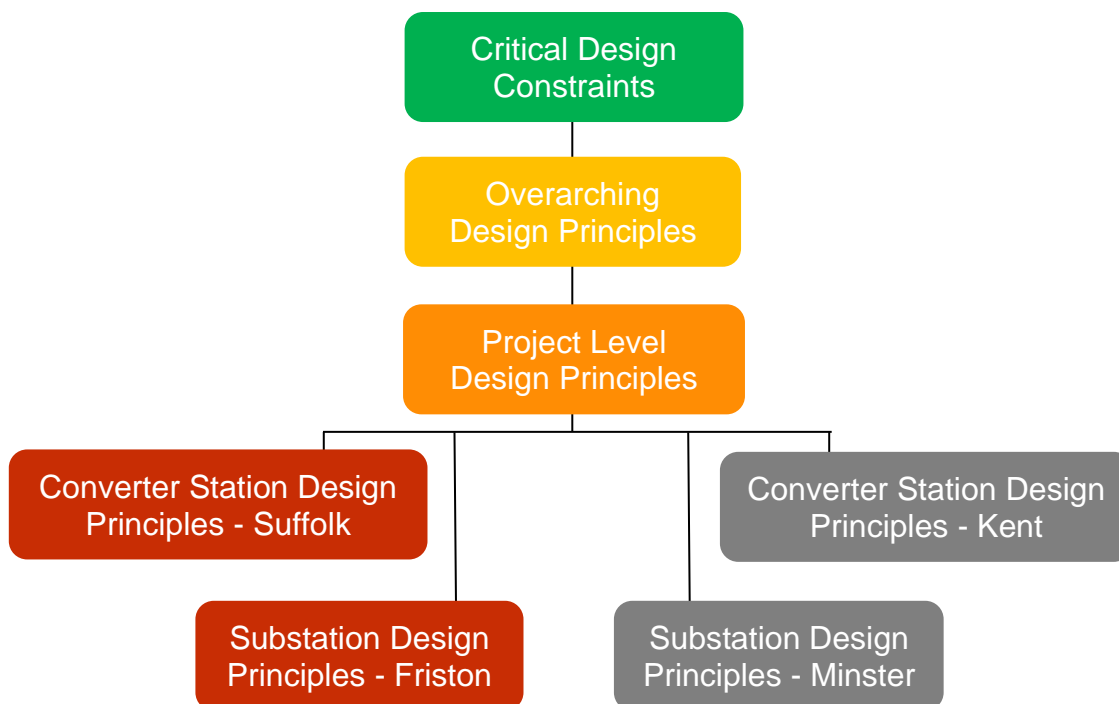 Critical Design
Constraints
Overarching
Design Principles
Project Level
Design Principles
Converter Station Design
Principles - Suffolk
Converter Station Design
Principles - Kent
Substation Design
Principles - Friston
Substation Design
Principles - Minster